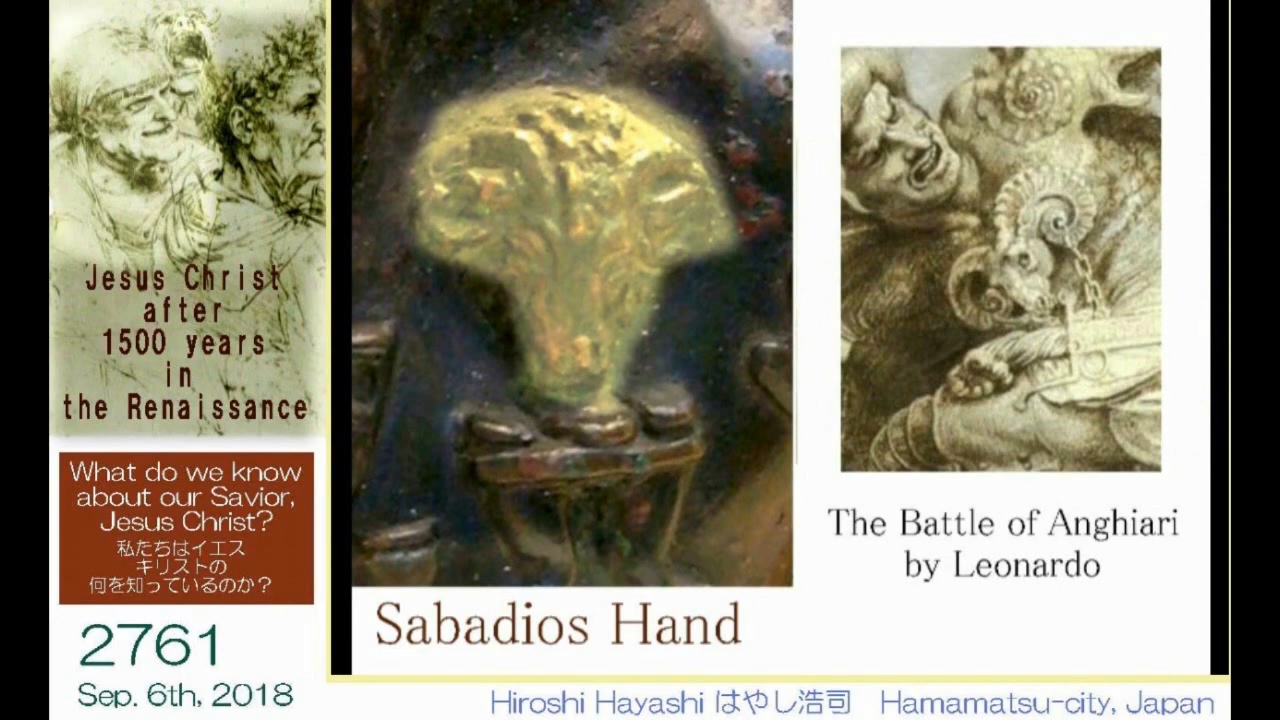 Jesus Christ
after
1500 years
in
the Renaissance
What do we know
about our Savior,
Jesus Christ?
私たちはイエス
キリストの
何を知っているのか？
2761
Sep. 6th, 2018
Sabadios Hand
The Battle of Anghiari
by Leonardo
Hiroshi Hayashi はやし浩司 Hamamatsu-city, Japan